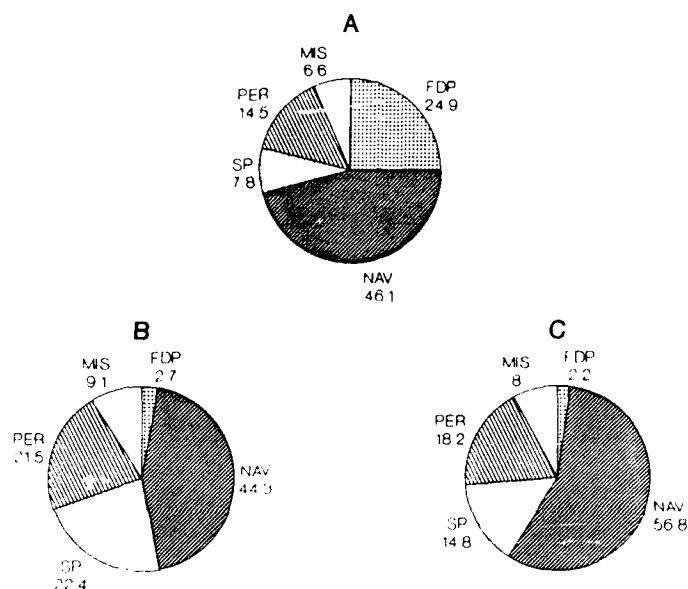 A
MIS
6.6
FDP
24.9
PER
14.5
SP
7.8
NAV
46.1
B
MIS
9.1
FDP
2.7
PER
21.5
NAV
SP
22.4
C
MIS
8
FDP
2.2
PER
18.2
NAV
56.8
SP
14.8